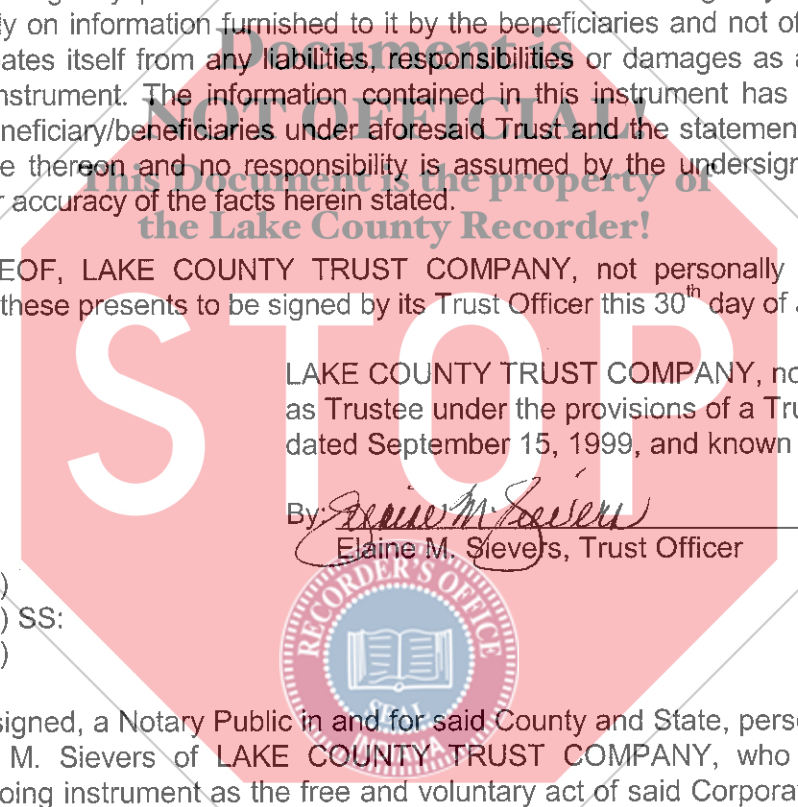 ly on information furnished to it by the beneficiaries and not of
Document is
ates itself from any liabilities, responsibilities or damages as a
nstrument. The information contained in this instrument has
NOT OFFICIAL!
neficiary/beneficiaries under aforesaid Trust and the statement
e thereon and no responsibility is assumed by the undersign
This Document is the property of
r accuracy of the facts herein stated.
the Lake County Recorder!
EOF, LAKE COUNTY TRUST COMPANY, not personally
these presents to be signed by its Trust Officer this 30th day of
STOP
LAKE COUNTY TRUST COMPANY, no
as Trustee under the provisions of a Tru
dated September 15, 1999, and known
By: Elaine M. Sievers
Elaine M. Sievers, Trust Officer
)
) SS:
)
RECORDER'S OFFICE
SEAL
INDIANA
signed, a Notary Public in and for said County and State, pers
M. Sievers of LAKE COUNTY TRUST COMPANY, who
oing instrument as the free and voluntary act of said Corpora